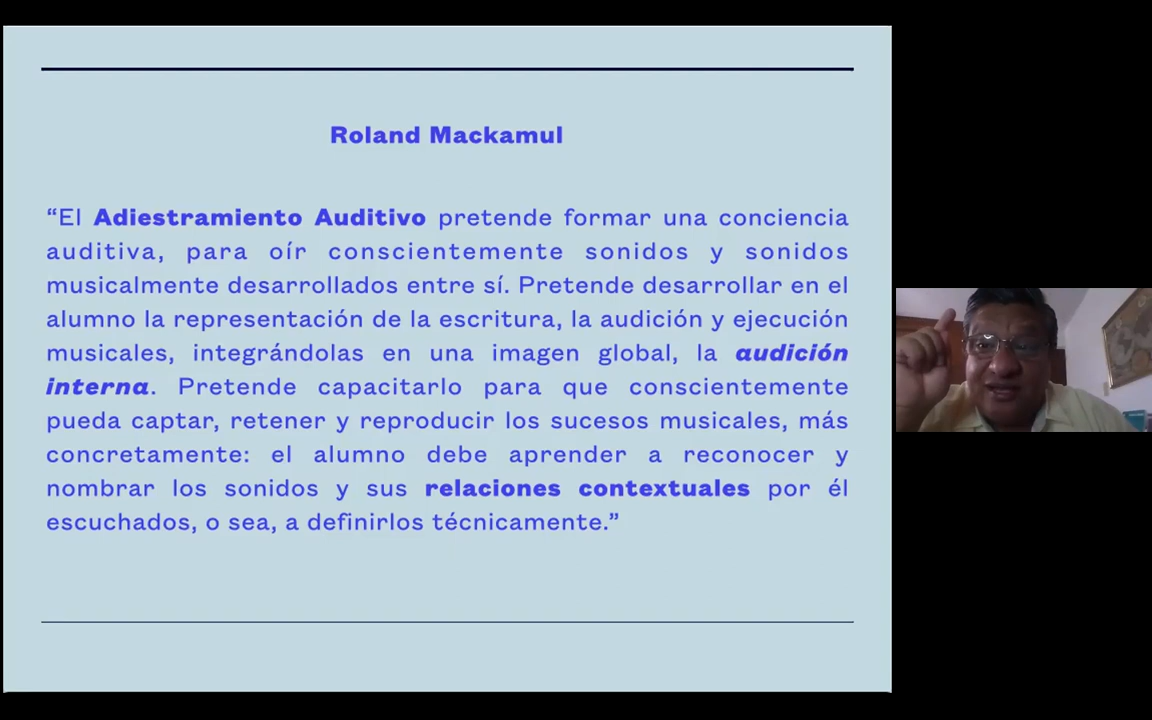 Roland Mackamul
“El Adiestramiento Auditivo pretende formar una conciencia
auditiva, para oír conscientemente sonidos y sonidos
musicalmente desarrollados entre sí. Pretende desarrollar en el
alumno la representación de la escritura, la audición y ejecución
musicales, integrándolas en una imagen global, la audición
interna. Pretende capacitarlo para que conscientemente
pueda captar, retener y reproducir los sucesos musicales, más
concretamente: el alumno debe aprender a reconocer y
nombrar los sonidos y sus relaciones contextuales por él
escuchados, o sea, a definirlos técnicamente.”